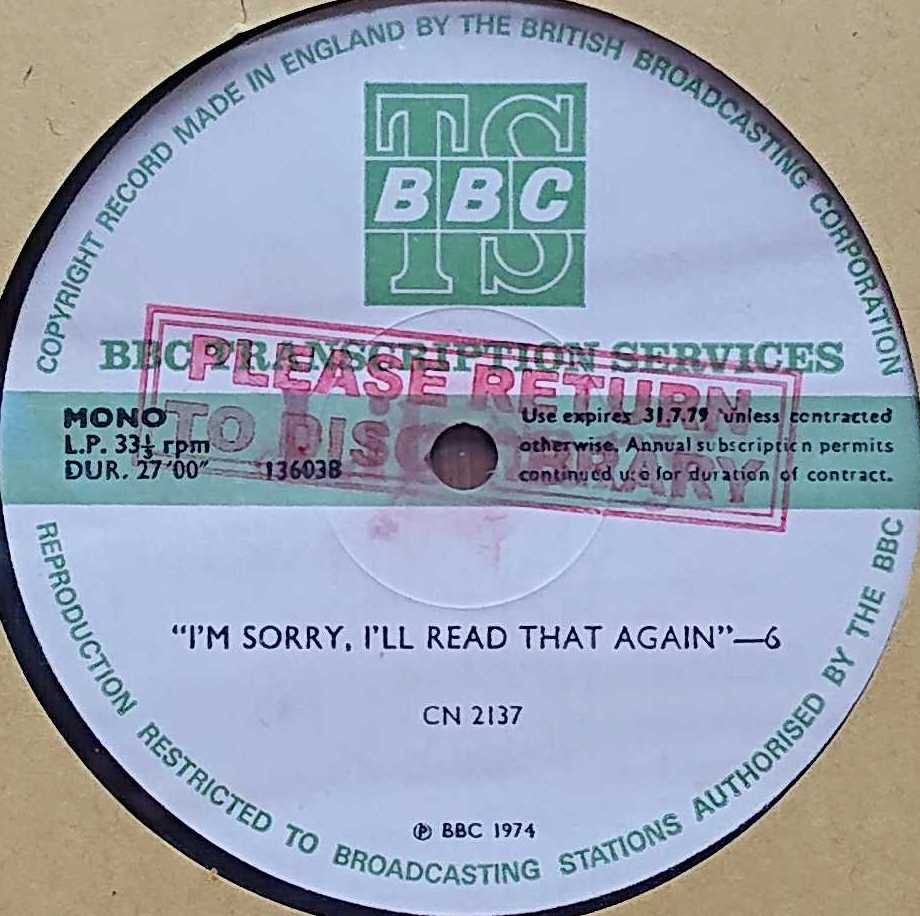 COPYRIGHT RECORD MADE IN ENGLAND BY THE BRITISH BROADCASTING CORPORATION
TS
BBC
TS
BBC TRANSCRIPTION SERVICES
PLEASE RETURN
TO DISC LIBRARY
MONO
L.P. 33⅓ rpm
DUR. 27′00″ 136038
Use expires 31.7.79 unless contracted
otherwise. Annual subscription permits
continued use for duration of contract.
"I'M SORRY, I'LL READ THAT AGAIN"—6
CN 2137
℗ BBC 1974
REPRODUCTION RESTRICTED TO BROADCASTING STATIONS AUTHORISED BY THE BBC